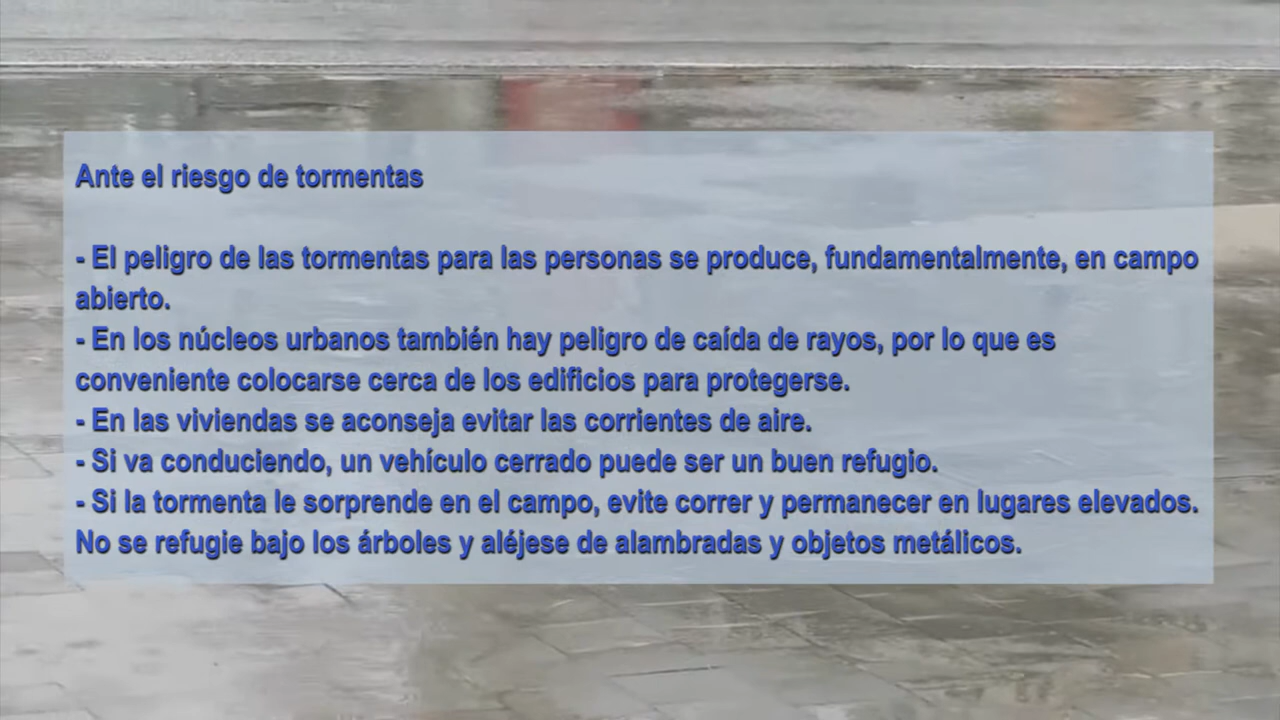 Ante el riesgo de tormentas
- El peligro de las tormentas para las personas se produce, fundamentalmente, en campo
abierto.
- En los núcleos urbanos también hay peligro de caída de rayos, por lo que es
conveniente colocarse cerca de los edificios para protegerse.
- En las viviendas se aconseja evitar las corrientes de aire.
- Si va conduciendo, un vehículo cerrado puede ser un buen refugio.
- Si la tormenta le sorprende en el campo, evite correr y permanecer en lugares elevados.
No se refugie bajo los árboles y aléjese de alambradas y objetos metálicos.